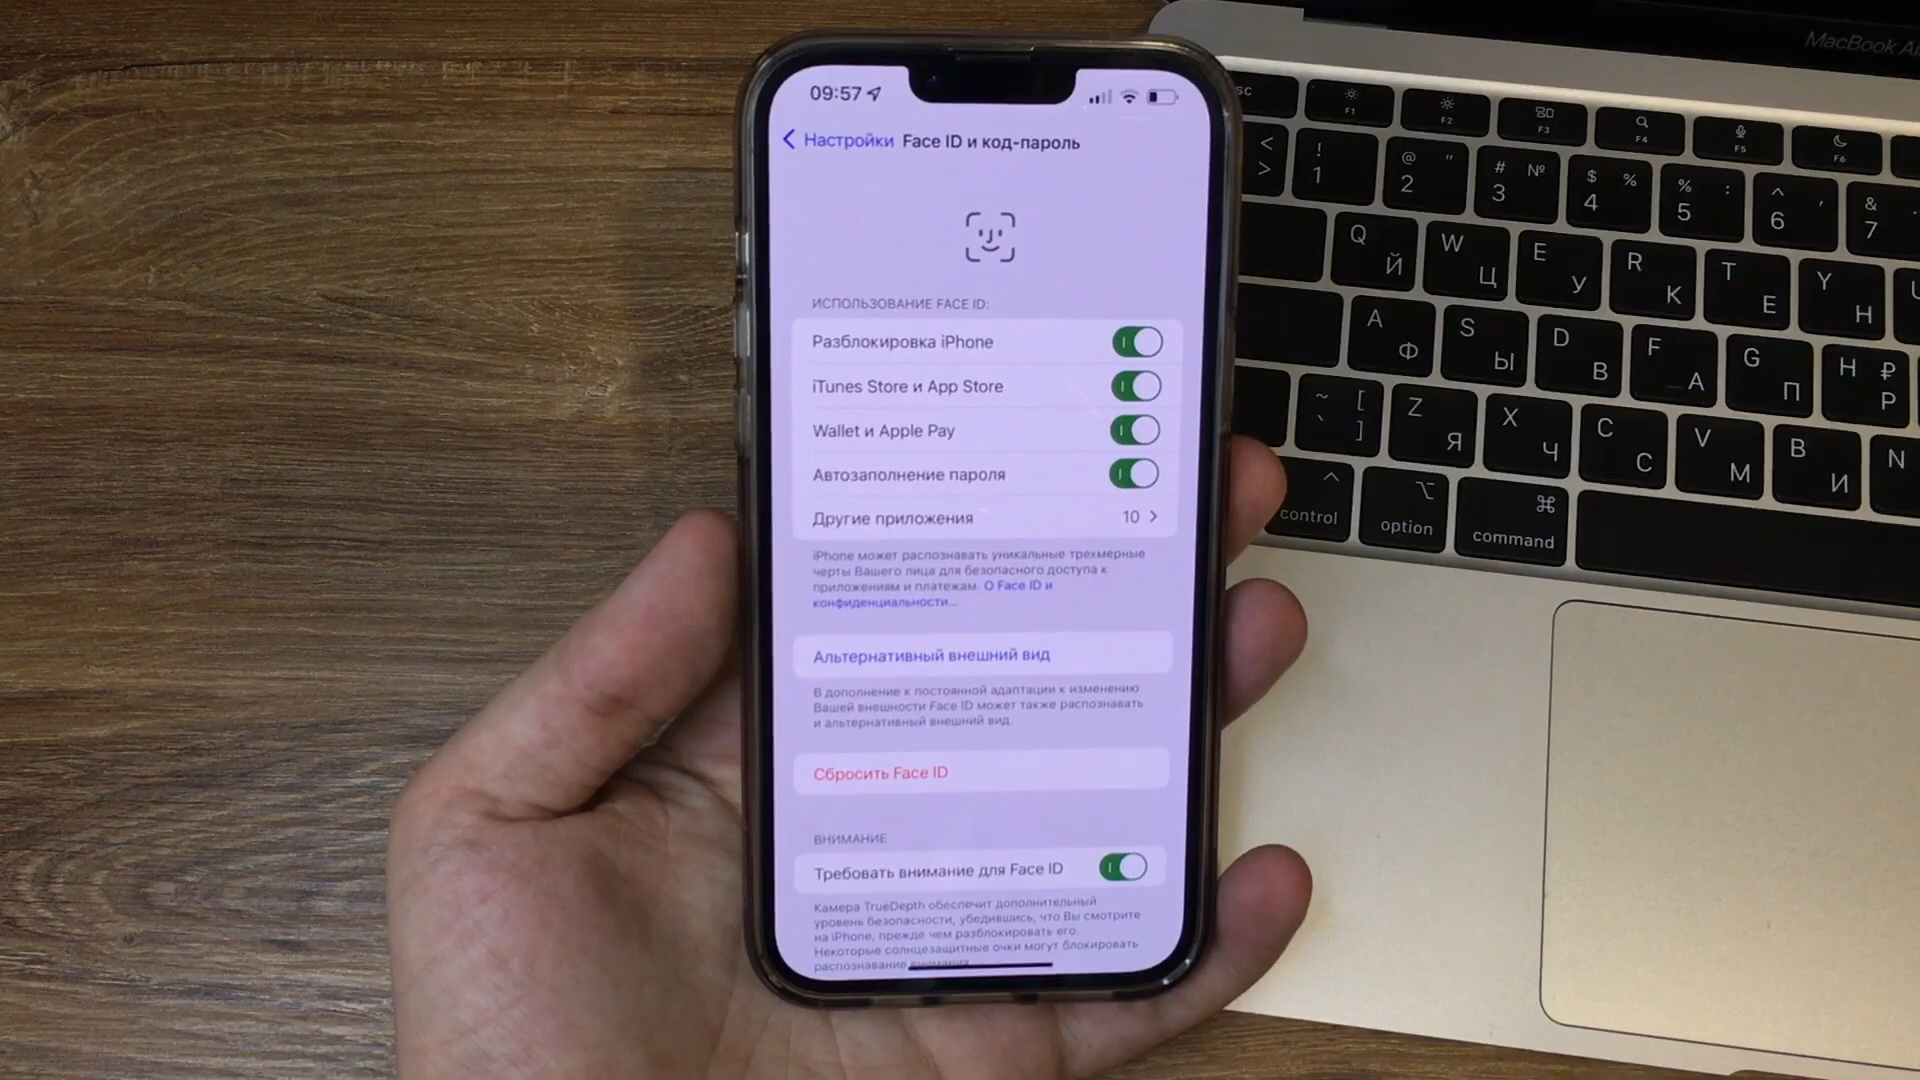 09:57
Настройки Face ID и код-пароль
ИСПОЛЬЗОВАНИЕ FACE ID:
Разблокировка iPhone
iTunes Store и App Store
Wallet и Apple Pay
Автозаполнение пароля
Другие приложения 10
iPhone может распознавать уникальные трехмерные
черты Вашего лица для безопасного доступа к
приложениям и платежам. О Face ID и
конфиденциальности...
Альтернативный внешний вид
В дополнение к постоянной адаптации к изменению
Вашей внешности Face ID может также распознавать
и альтернативный внешний вид.
Сбросить Face ID
ВНИМАНИЕ
Требовать внимание для Face ID
Камера TrueDepth обеспечит дополнительный
уровень безопасности, убедившись, что Вы смотрите
на iPhone, прежде чем разблокировать его.
Некоторые солнцезащитные очки могут блокировать
распознавание
MacBook
F1 F2 F3 F4 F5 F6
< > ! 1 @ " 2 # № 3 $ % 4 % : 5 ^ , 6 & 7
Q Й W Ц E У R К T Е Y Н
A Ф S Ы D В F А G П H ₽ Р
~ ` [ ] Z Я X Ч C С V М B И N
^ control ⌥ option ⌘ command